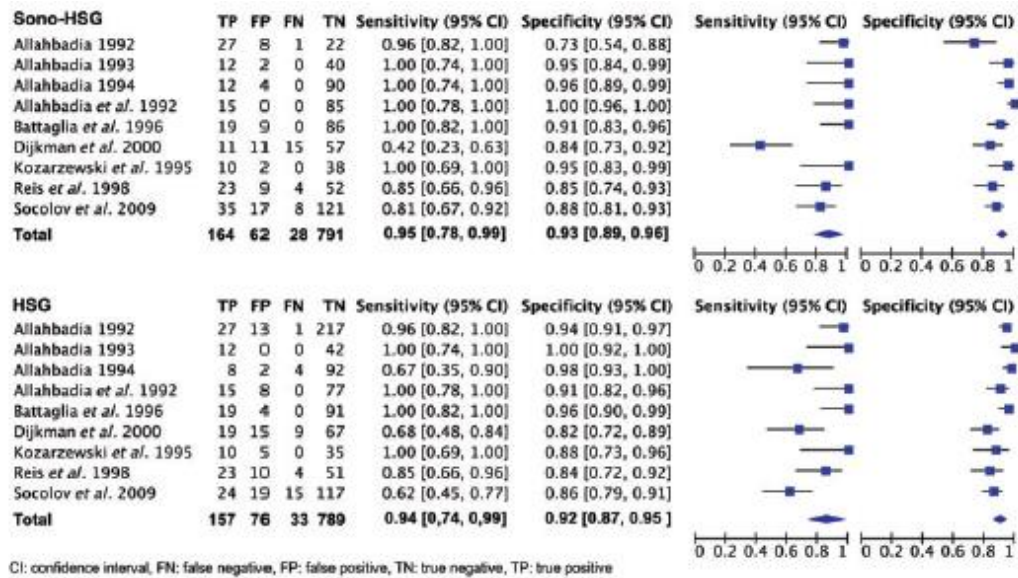 Sono-HSG TP FP FN TN Sensitivity (95% CI) Specificity (95% CI) Sensitivity (95% CI) Specificity (95% CI)
Allahbadia 1992 27 8 1 22 0.96 [0.82, 1.00] 0.73 [0.54, 0.88]
Allahbadia 1993 12 2 0 40 1.00 [0.74, 1.00] 0.95 [0.84, 0.99]
Allahbadia 1994 12 4 0 90 1.00 [0.74, 1.00] 0.96 [0.89, 0.99]
Allahbadia et al. 1992 15 0 0 85 1.00 [0.78, 1.00] 1.00 [0.96, 1.00]
Battaglia et al. 1996 19 9 0 86 1.00 [0.82, 1.00] 0.91 [0.83, 0.96]
Dijkman et al. 2000 11 11 15 57 0.42 [0.23, 0.63] 0.84 [0.73, 0.92]
Kozarzewski et al. 1995 10 2 0 38 1.00 [0.69, 1.00] 0.95 [0.83, 0.99]
Reis et al. 1998 23 9 4 52 0.85 [0.66, 0.96] 0.85 [0.74, 0.93]
Socolov et al. 2009 35 17 8 121 0.81 [0.67, 0.92] 0.88 [0.81, 0.93]
Total 164 62 28 791 0.95 [0.78, 0.99] 0.93 [0.89, 0.96]
0 0.2 0.4 0.6 0.8 1 0 0.2 0.4 0.6 0.8 1
HSG TP FP FN TN Sensitivity (95% CI) Specificity (95% CI) Sensitivity (95% CI) Specificity (95% CI)
Allahbadia 1992 27 13 1 217 0.96 [0.82, 1.00] 0.94 [0.91, 0.97]
Allahbadia 1993 12 0 0 42 1.00 [0.74, 1.00] 1.00 [0.92, 1.00]
Allahbadia 1994 8 2 4 92 0.67 [0.35, 0.90] 0.98 [0.93, 1.00]
Allahbadia et al. 1992 15 8 0 77 1.00 [0.78, 1.00] 0.91 [0.82, 0.96]
Battaglia et al. 1996 19 4 0 91 1.00 [0.82, 1.00] 0.96 [0.90, 0.99]
Dijkman et al. 2000 19 15 9 67 0.68 [0.48, 0.84] 0.82 [0.72, 0.89]
Kozarzewski et al. 1995 10 5 0 35 1.00 [0.69, 1.00] 0.88 [0.73, 0.96]
Reis et al. 1998 23 10 4 51 0.85 [0.66, 0.96] 0.84 [0.72, 0.92]
Socolov et al. 2009 24 19 15 117 0.62 [0.45, 0.77] 0.86 [0.79, 0.91]
Total 157 76 33 789 0.94 [0,74, 0,99] 0.92 [0.87, 0.95 ]
0 0.2 0.4 0.6 0.8 1 0 0.2 0.4 0.6 0.8 1
CI: confidence interval, FN: false negative, FP: false positive, TN: true negative, TP: true positive